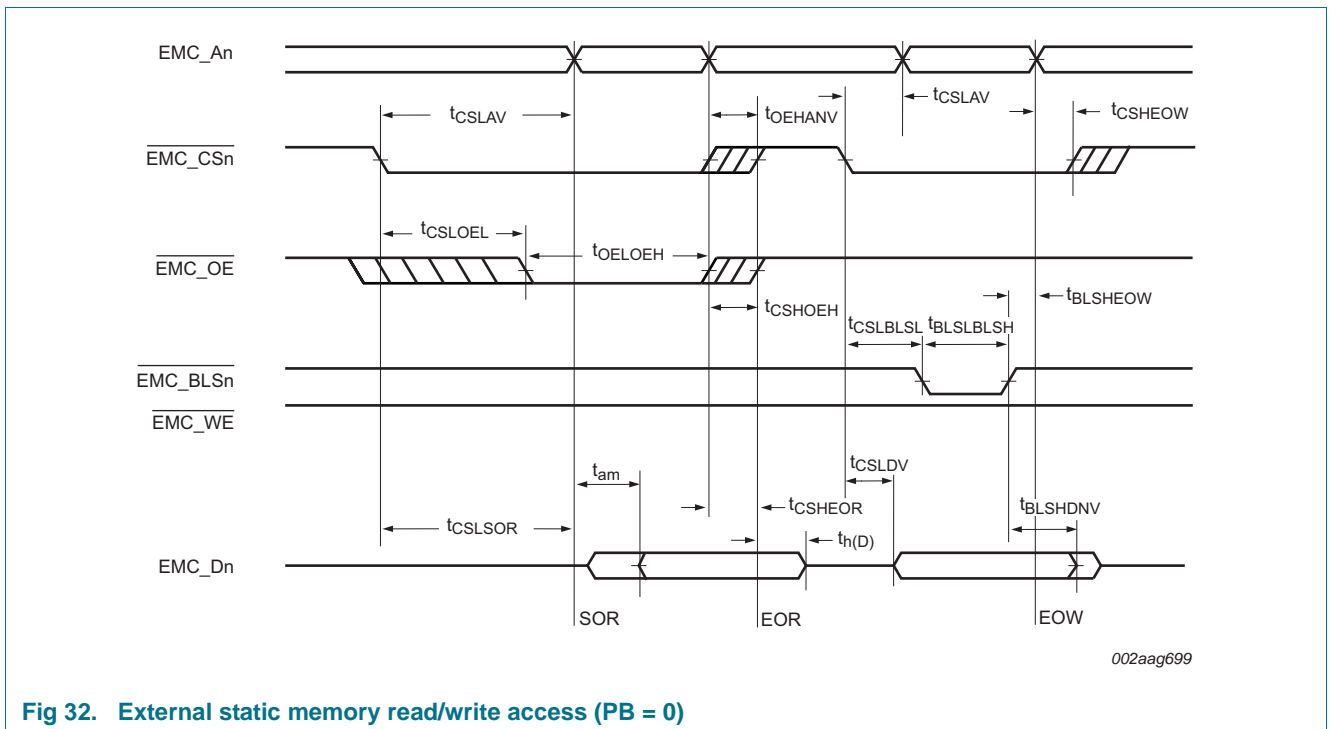 EMC_An
tCSLAV
tOEHANV
tCSLAV
tCSHEOW
EMC_CSn
tCSLOEL
tOELOEH
EMC_OE
tCSHOEH
tBLSHEOW
tCSLBLSL
tBLSLBLSH
EMC_BLSn
EMC_WE
tam
tCSLDV
tCSLSOR
tCSHEOR
tBLSHDNV
th(D)
EMC_Dn
SOR
EOR
EOW
002aag699
Fig 32. External static memory read/write access (PB = 0)